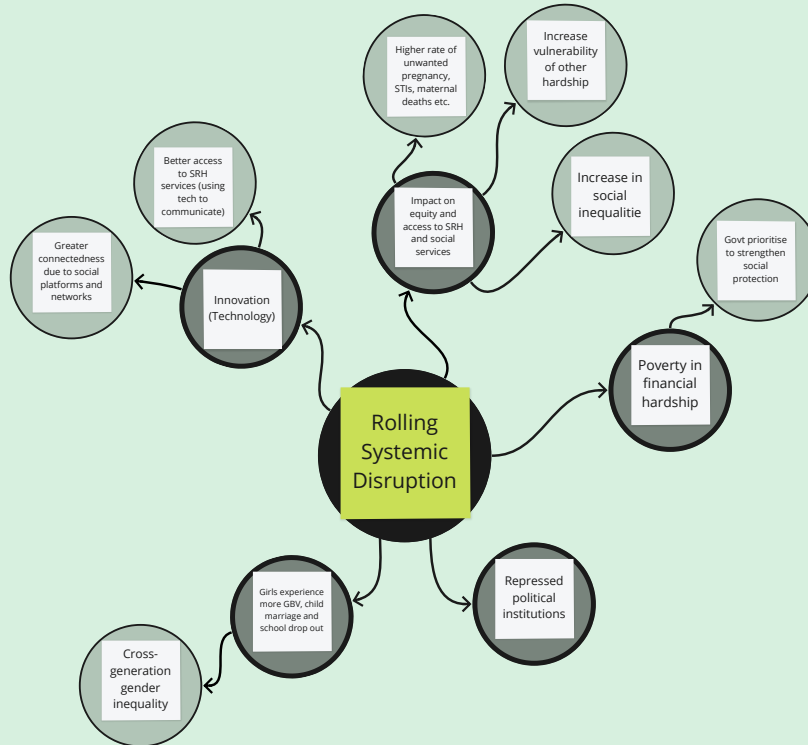 Higher rate of
unwanted
pregnancy,
STIs, maternal
deaths etc.
Increase
vulnerability
of other
hardship
Better access
to SRH
services (using
tech to
communicate)
Impact on
equity and
access to SRH
and social
services
Increase in
social
inequalitie
Greater
connectedness
due to social
platforms and
networks
Innovation
(Technology)
Govt prioritise
to strengthen
social
protection
Poverty in
financial
hardship
Rolling
Systemic
Disruption
Girls experience
more GBV, child
marriage and
school drop out
Repressed
political
institutions
Cross-
generation
gender
inequality